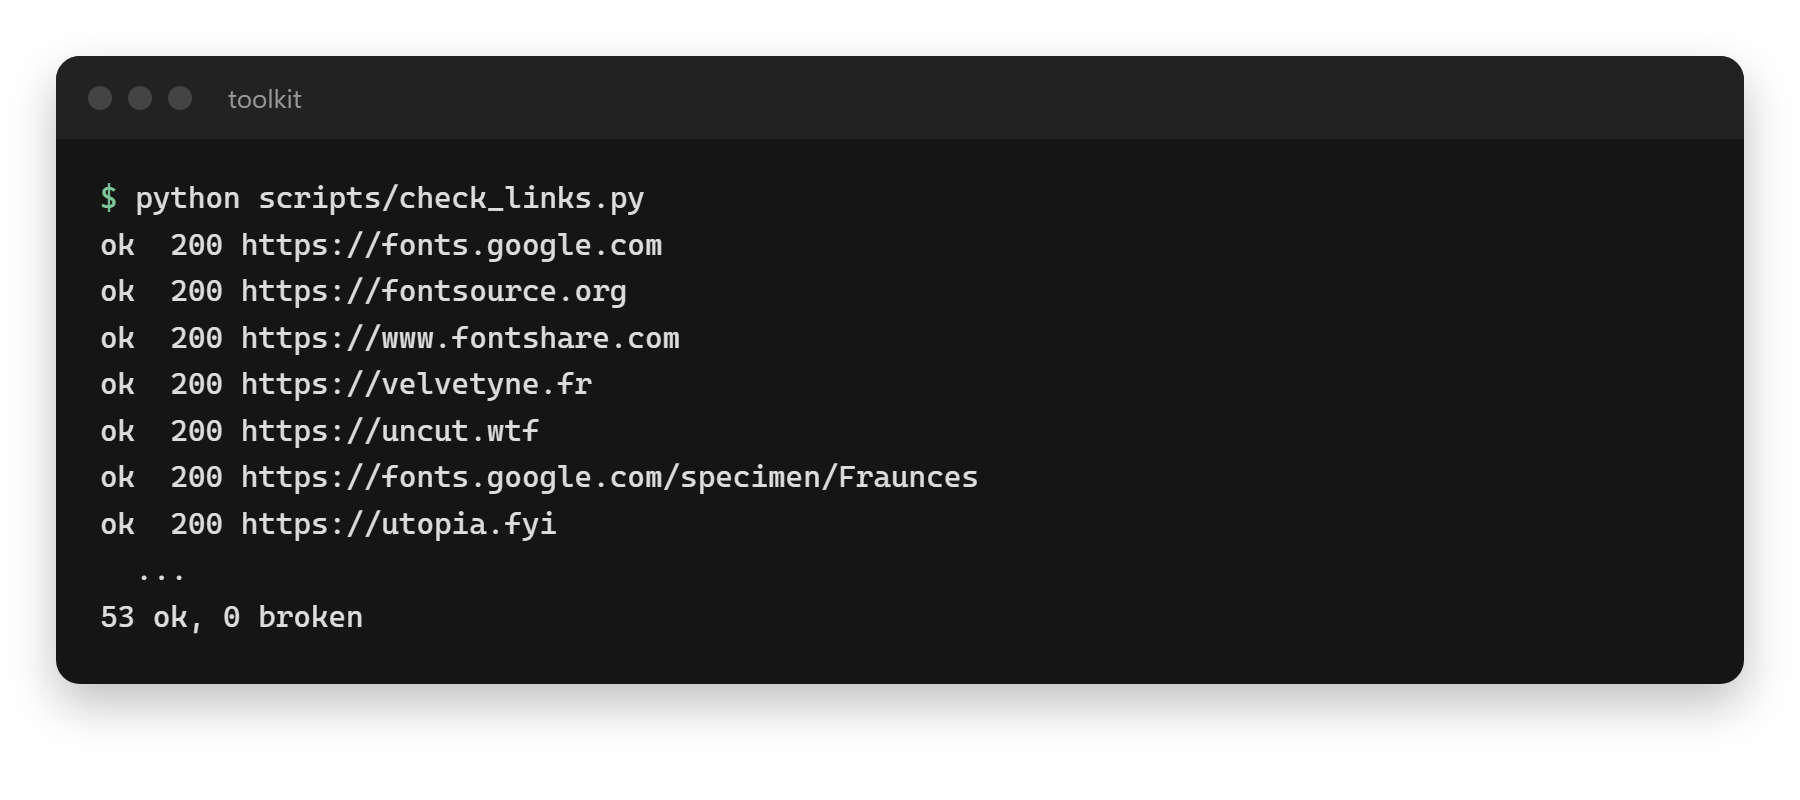 toolkit
$ python scripts/check_links.py
ok  200 https://fonts.google.com
ok  200 https://fontsource.org
ok  200 https://www.fontshare.com
ok  200 https://velvetyne.fr
ok  200 https://uncut.wtf
ok  200 https://fonts.google.com/specimen/Fraunces
ok  200 https://utopia.fyi
  ...
53 ok, 0 broken